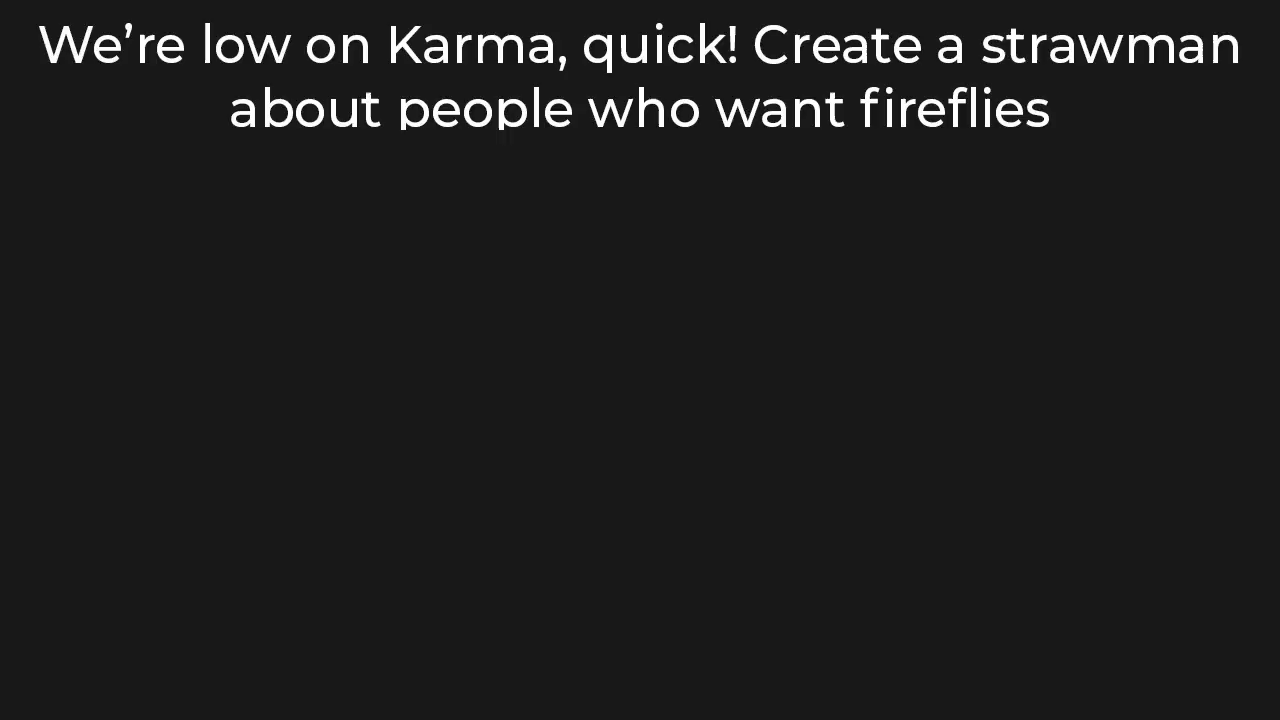 We’re low on Karma, quick! Create a strawman
about people who want fireflies